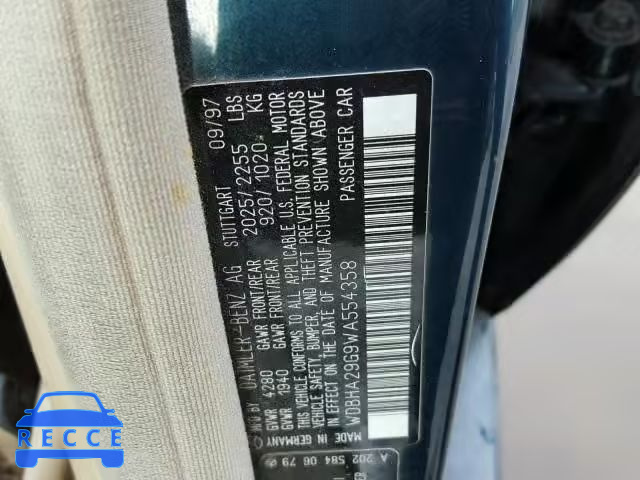 MNF BY DAIMLER-BENZ AG STUTTGART 09/97
GVWR 4280 GAWR FRONT/REAR 2025/2255 LBS
GVWR 1940 GAWR FRONT/REAR 920/1020 KG
THIS VEHICLE CONFORMS TO ALL APPLICABLE U.S. FEDERAL MOTOR
VEHICLE SAFETY, BUMPER, AND THEFT PREVENTION STANDARDS
IN EFFECT ON THE DATE OF MANUFACTURE SHOWN ABOVE
MADE IN GERMANY
WDBHA29G9WA554358 PASSENGER CAR
A 202 584 06 79
RECCE